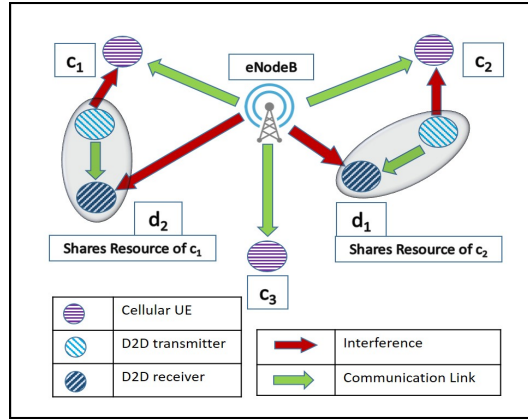 c1
eNodeB
c2
d2
d1
Shares Resource of c1
Shares Resource of c2
c3
Cellular UE
D2D transmitter
D2D receiver
Interference
Communication Link